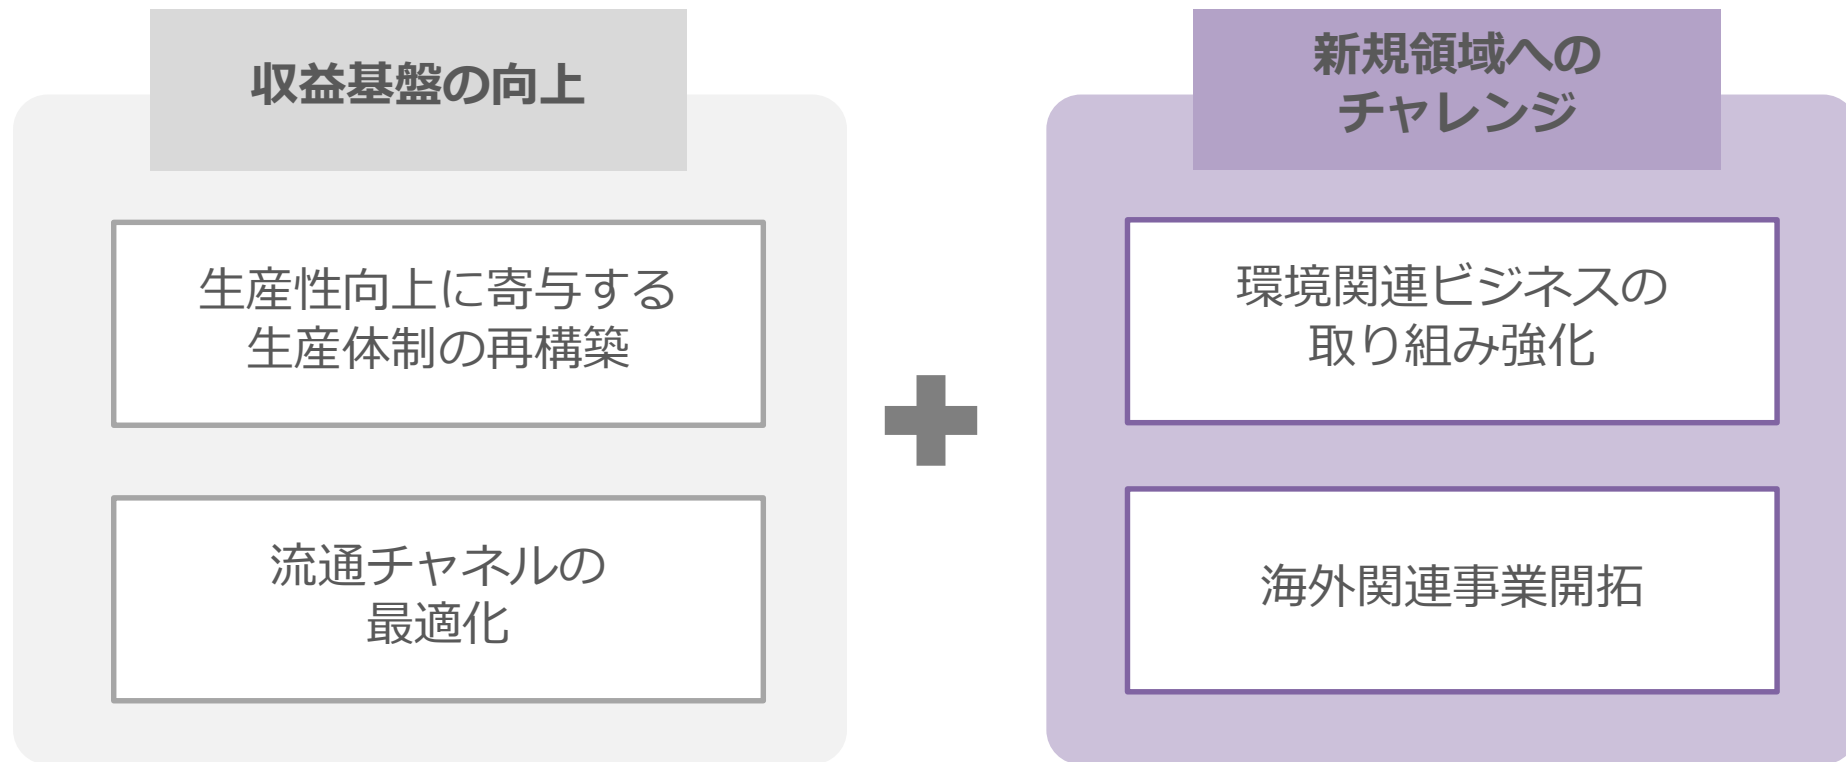 収益基盤の向上
生産性向上に寄与する
生産体制の再構築
流通チャネルの
最適化
新規領域への
チャレンジ
環境関連ビジネスの
取り組み強化
海外関連事業開拓